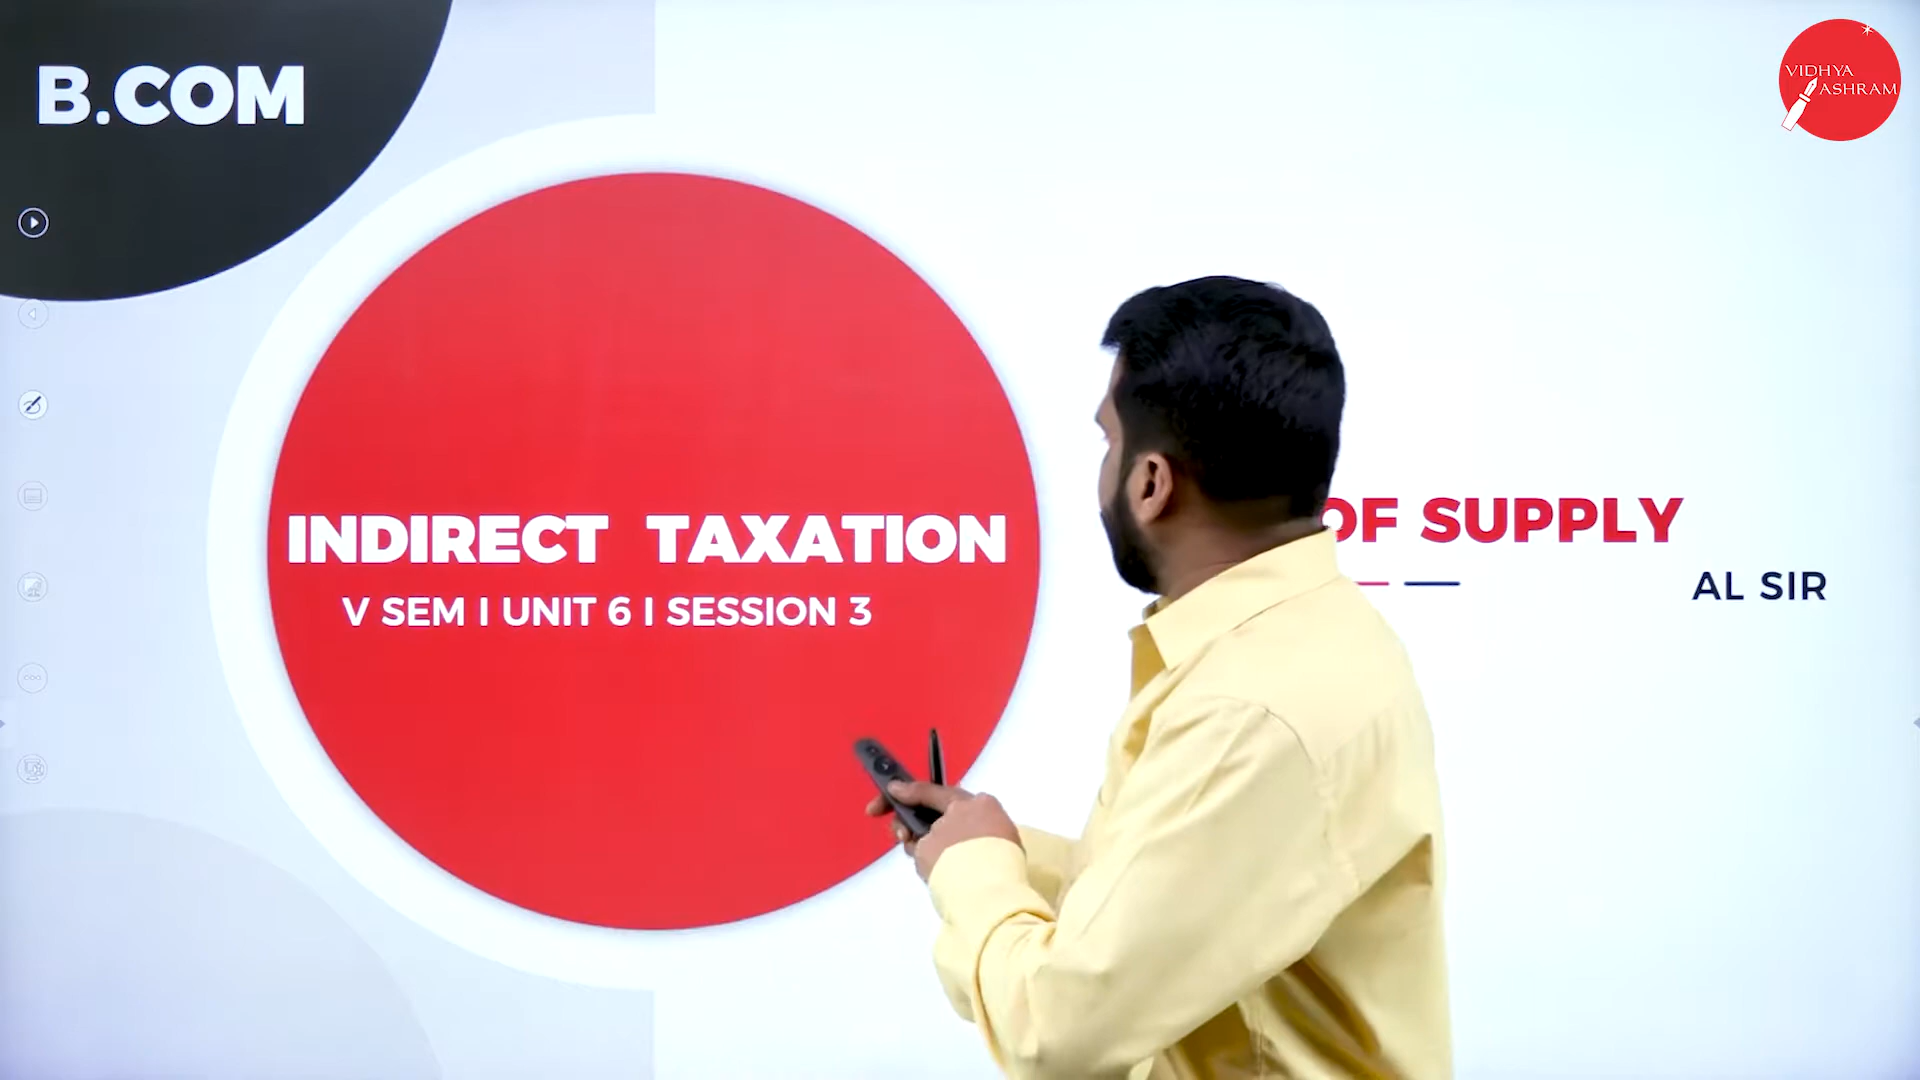 B.COM
VIDHYA
ASHRAM
INDIRECT TAXATION
V SEM I UNIT 6 I SESSION 3
OF SUPPLY
AL SIR